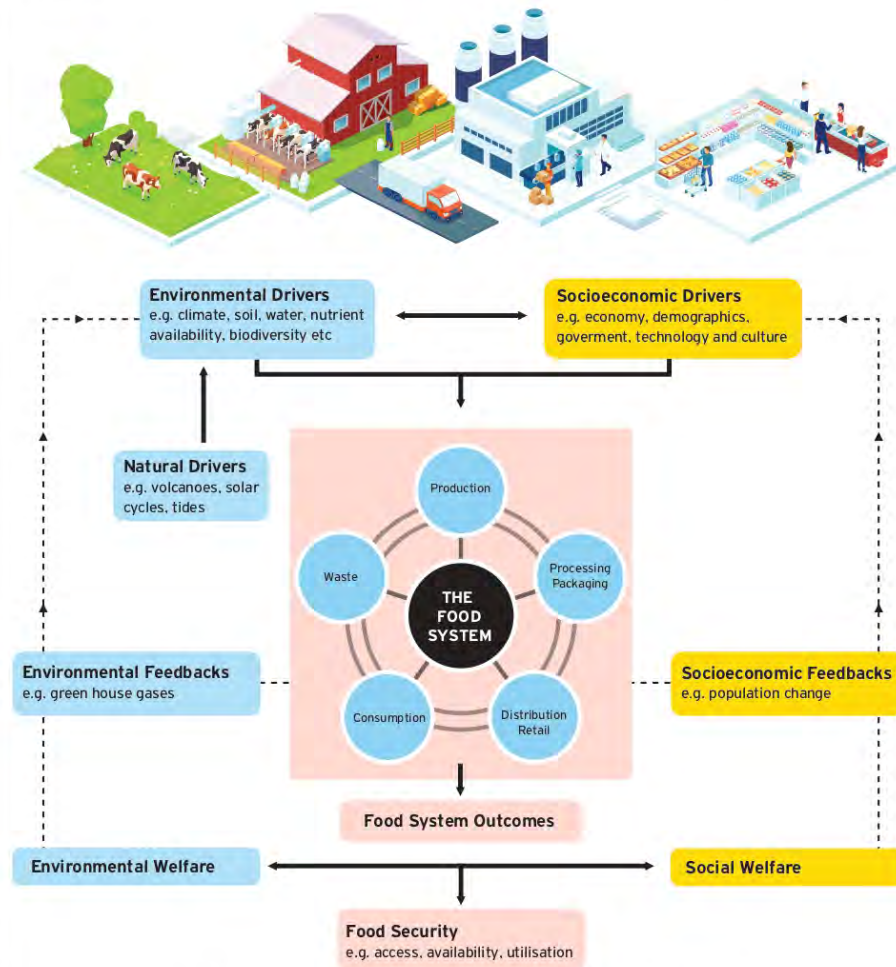 Environmental Drivers
e.g. climate, soil, water, nutrient
availability, biodiversity etc
Socioeconomic Drivers
e.g. economy, demographics,
goverment, technology and culture
Natural Drivers
e.g. volcanoes, solar
cycles, tides
Production
Waste
Processing
Packaging
THE
FOOD
SYSTEM
Environmental Feedbacks
e.g. green house gases
Socioeconomic Feedbacks
e.g. population change
Consumption
Distribution
Retail
Food System Outcomes
Environmental Welfare
Social Welfare
Food Security
e.g. access, availability, utilisation